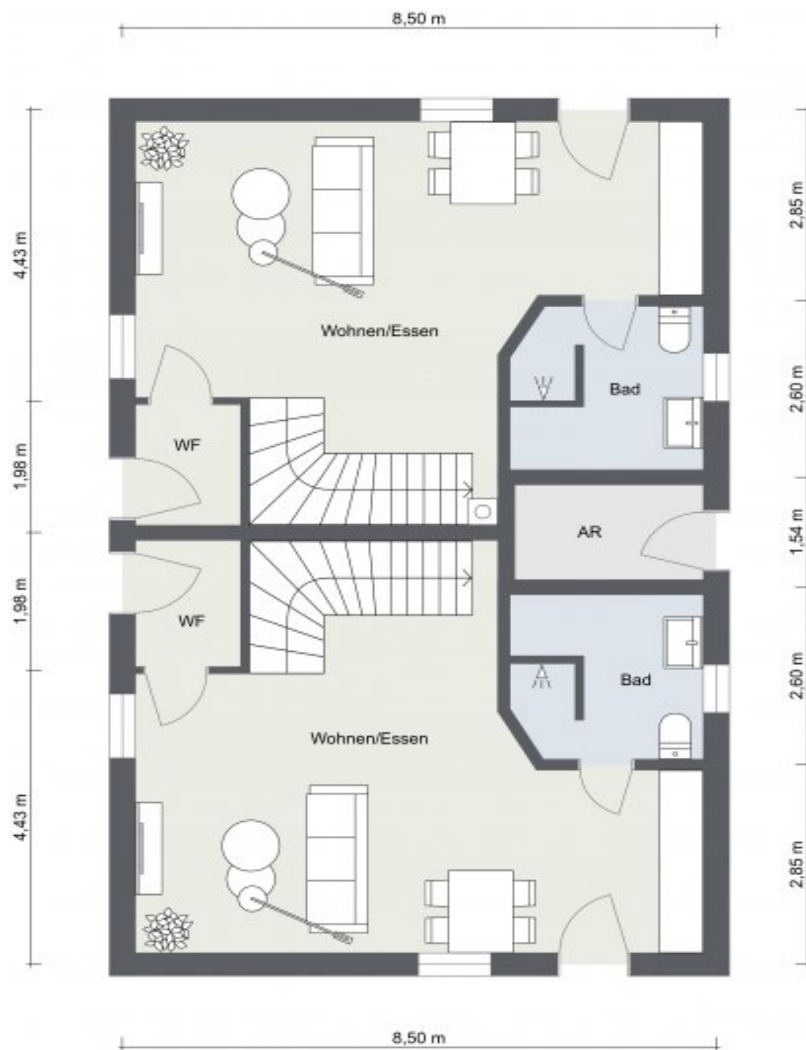 8,50 m
4,43 m
2,85 m
Wohnen/Essen
Bad
2,60 m
WF
1,98 m
AR
1,54 m
WF
1,98 m
Bad
2,60 m
Wohnen/Essen
4,43 m
2,85 m
8,50 m